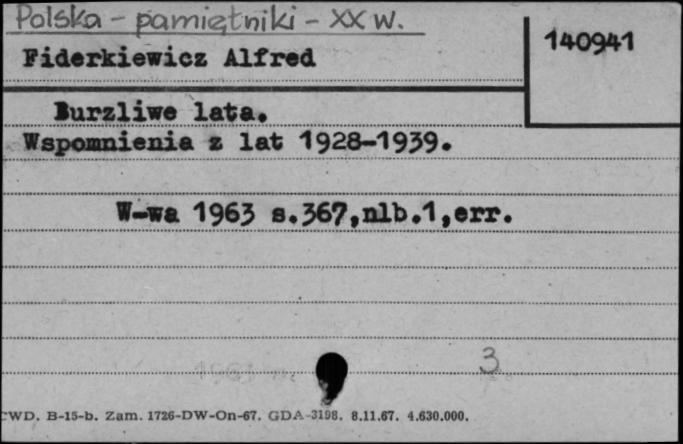 Polska - pamiętniki - XX w.
140941
Fiderkiewicz Alfred
Burzliwe lata.
Wspomnienia z lat 1928-1939.
W-wa 1963 s.367,nlb.1,err.
3
CWD. B-15-b. Zam. 1726-DW-On-67. GDA-3198. 8.11.67. 4.630.000.